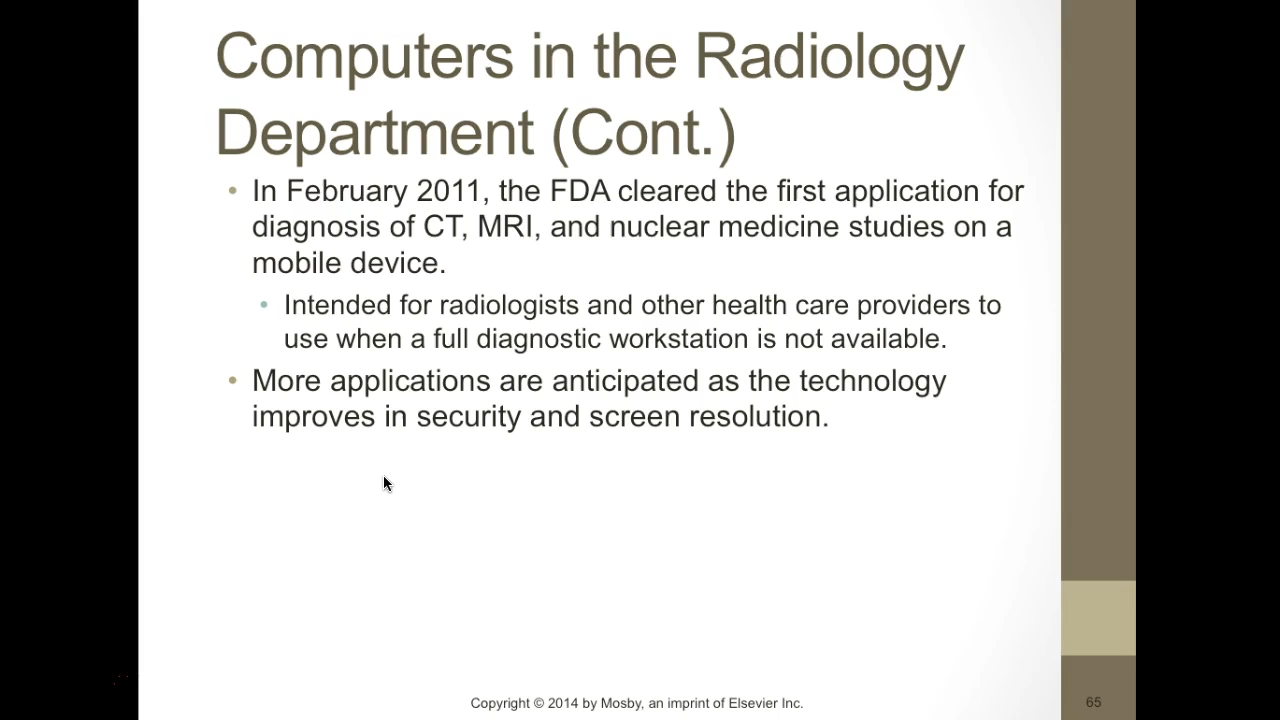 Computers in the Radiology
Department (Cont.)
• In February 2011, the FDA cleared the first application for
diagnosis of CT, MRI, and nuclear medicine studies on a
mobile device.
• Intended for radiologists and other health care providers to
use when a full diagnostic workstation is not available.
• More applications are anticipated as the technology
improves in security and screen resolution.
Copyright © 2014 by Mosby, an imprint of Elsevier Inc.
65